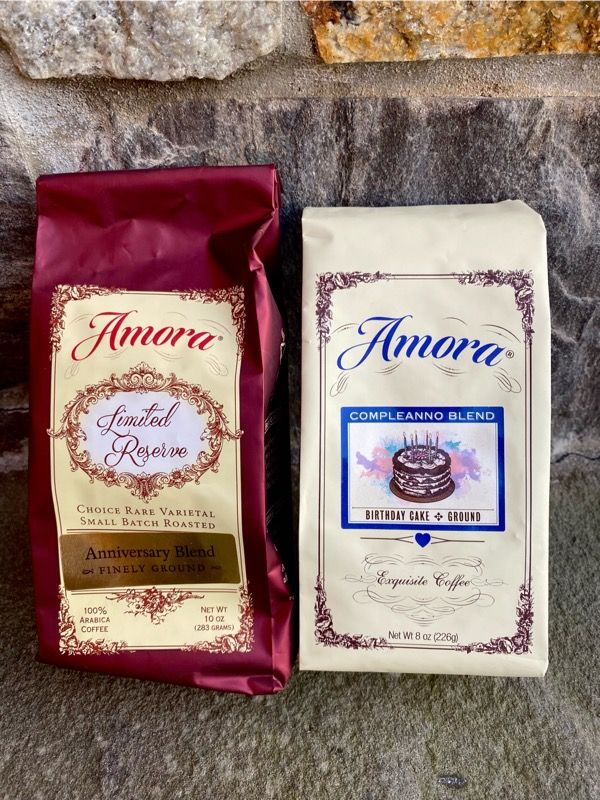 Amora®
Limited
Reserve
Choice Rare Varietal
Small Batch Roasted
Anniversary Blend
Finely Ground
100%
Arabica
Coffee
Net Wt
10 oz
(283 grams)
Amora®
COMPLEANNO BLEND
BIRTHDAY CAKE GROUND
Exquisite Coffee
Net Wt 8 oz (226g)